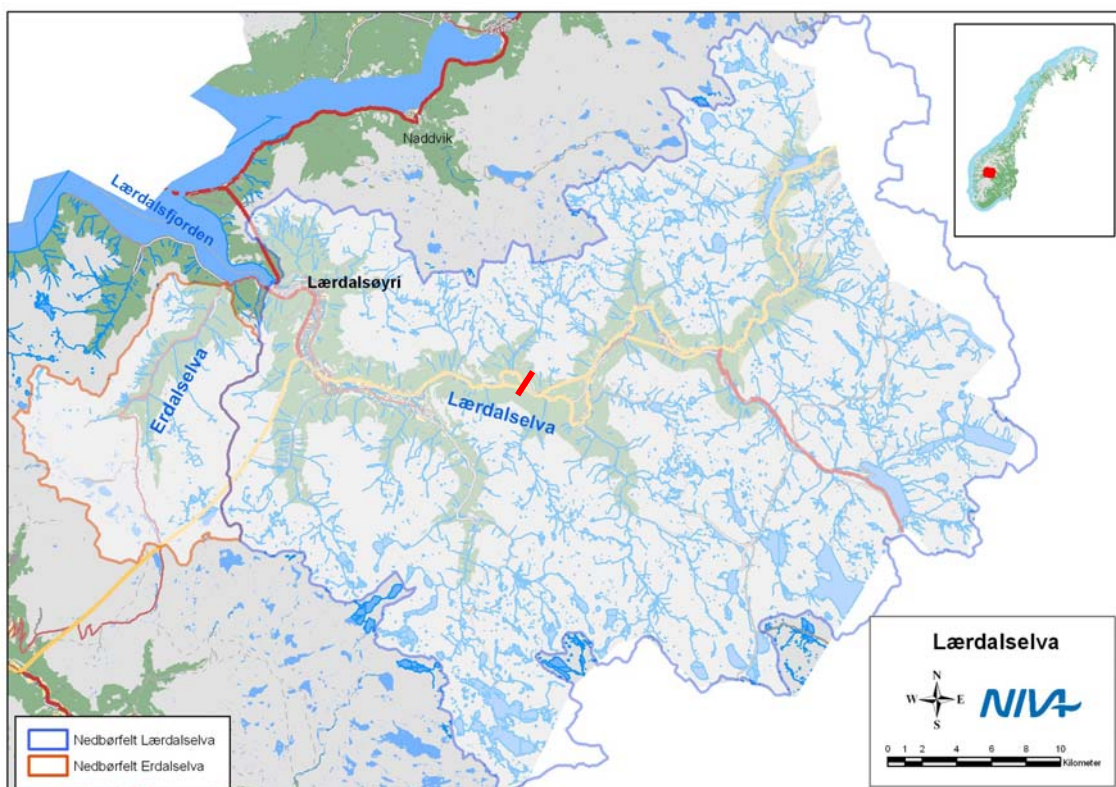 Naddvik
Lærdalsfjorden
Lærdalsøyri
Erdalselva
Lærdalselva
Lærdalselva
N
W E
S
NIVA
0 1 2 4 6 8 10
Kilometer
Nedbørfelt Lærdalselva
Nedbørfelt Erdalselva